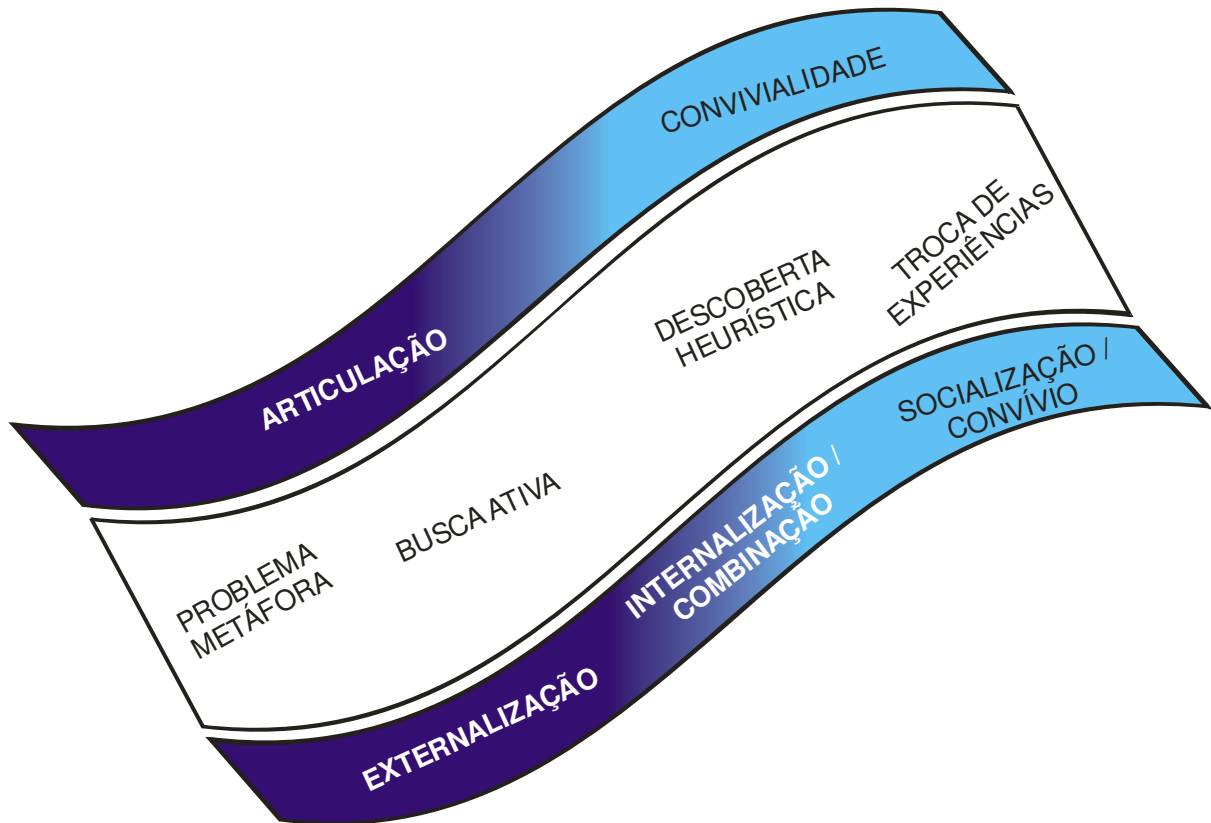 CONVIVIALIDADE
ARTICULAÇÃO
TROCA DE
EXPERIÊNCIAS
DESCOBERTA
HEURÍSTICA
BUSCA ATIVA
PROBLEMA
METÁFORA
SOCIALIZAÇÃO /
CONVÍVIO
INTERNALIZAÇÃO /
COMBINAÇÃO
EXTERNALIZAÇÃO